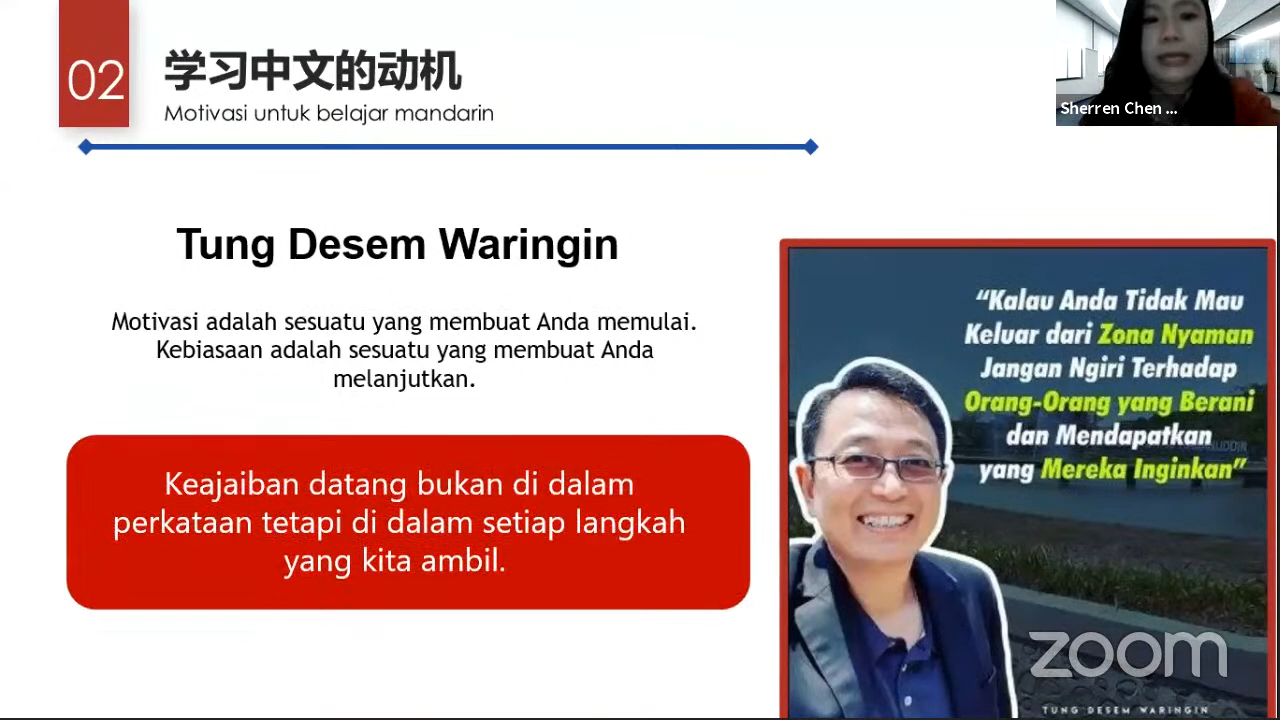 02
学习中文的动机
Motivasi untuk belajar mandarin
Sherren Chen ...
Tung Desem Waringin
Motivasi adalah sesuatu yang membuat Anda memulai.
Kebiasaan adalah sesuatu yang membuat Anda
melanjutkan.
Keajaiban datang bukan di dalam
perkataan tetapi di dalam setiap langkah
yang kita ambil.
“Kalau Anda Tidak Mau
Keluar dari Zona Nyaman
Jangan Ngiri Terhadap
Orang-Orang yang Berani
dan Mendapatkan
yang Mereka Inginkan”
zoom
TUNG DESEM WARINGIN